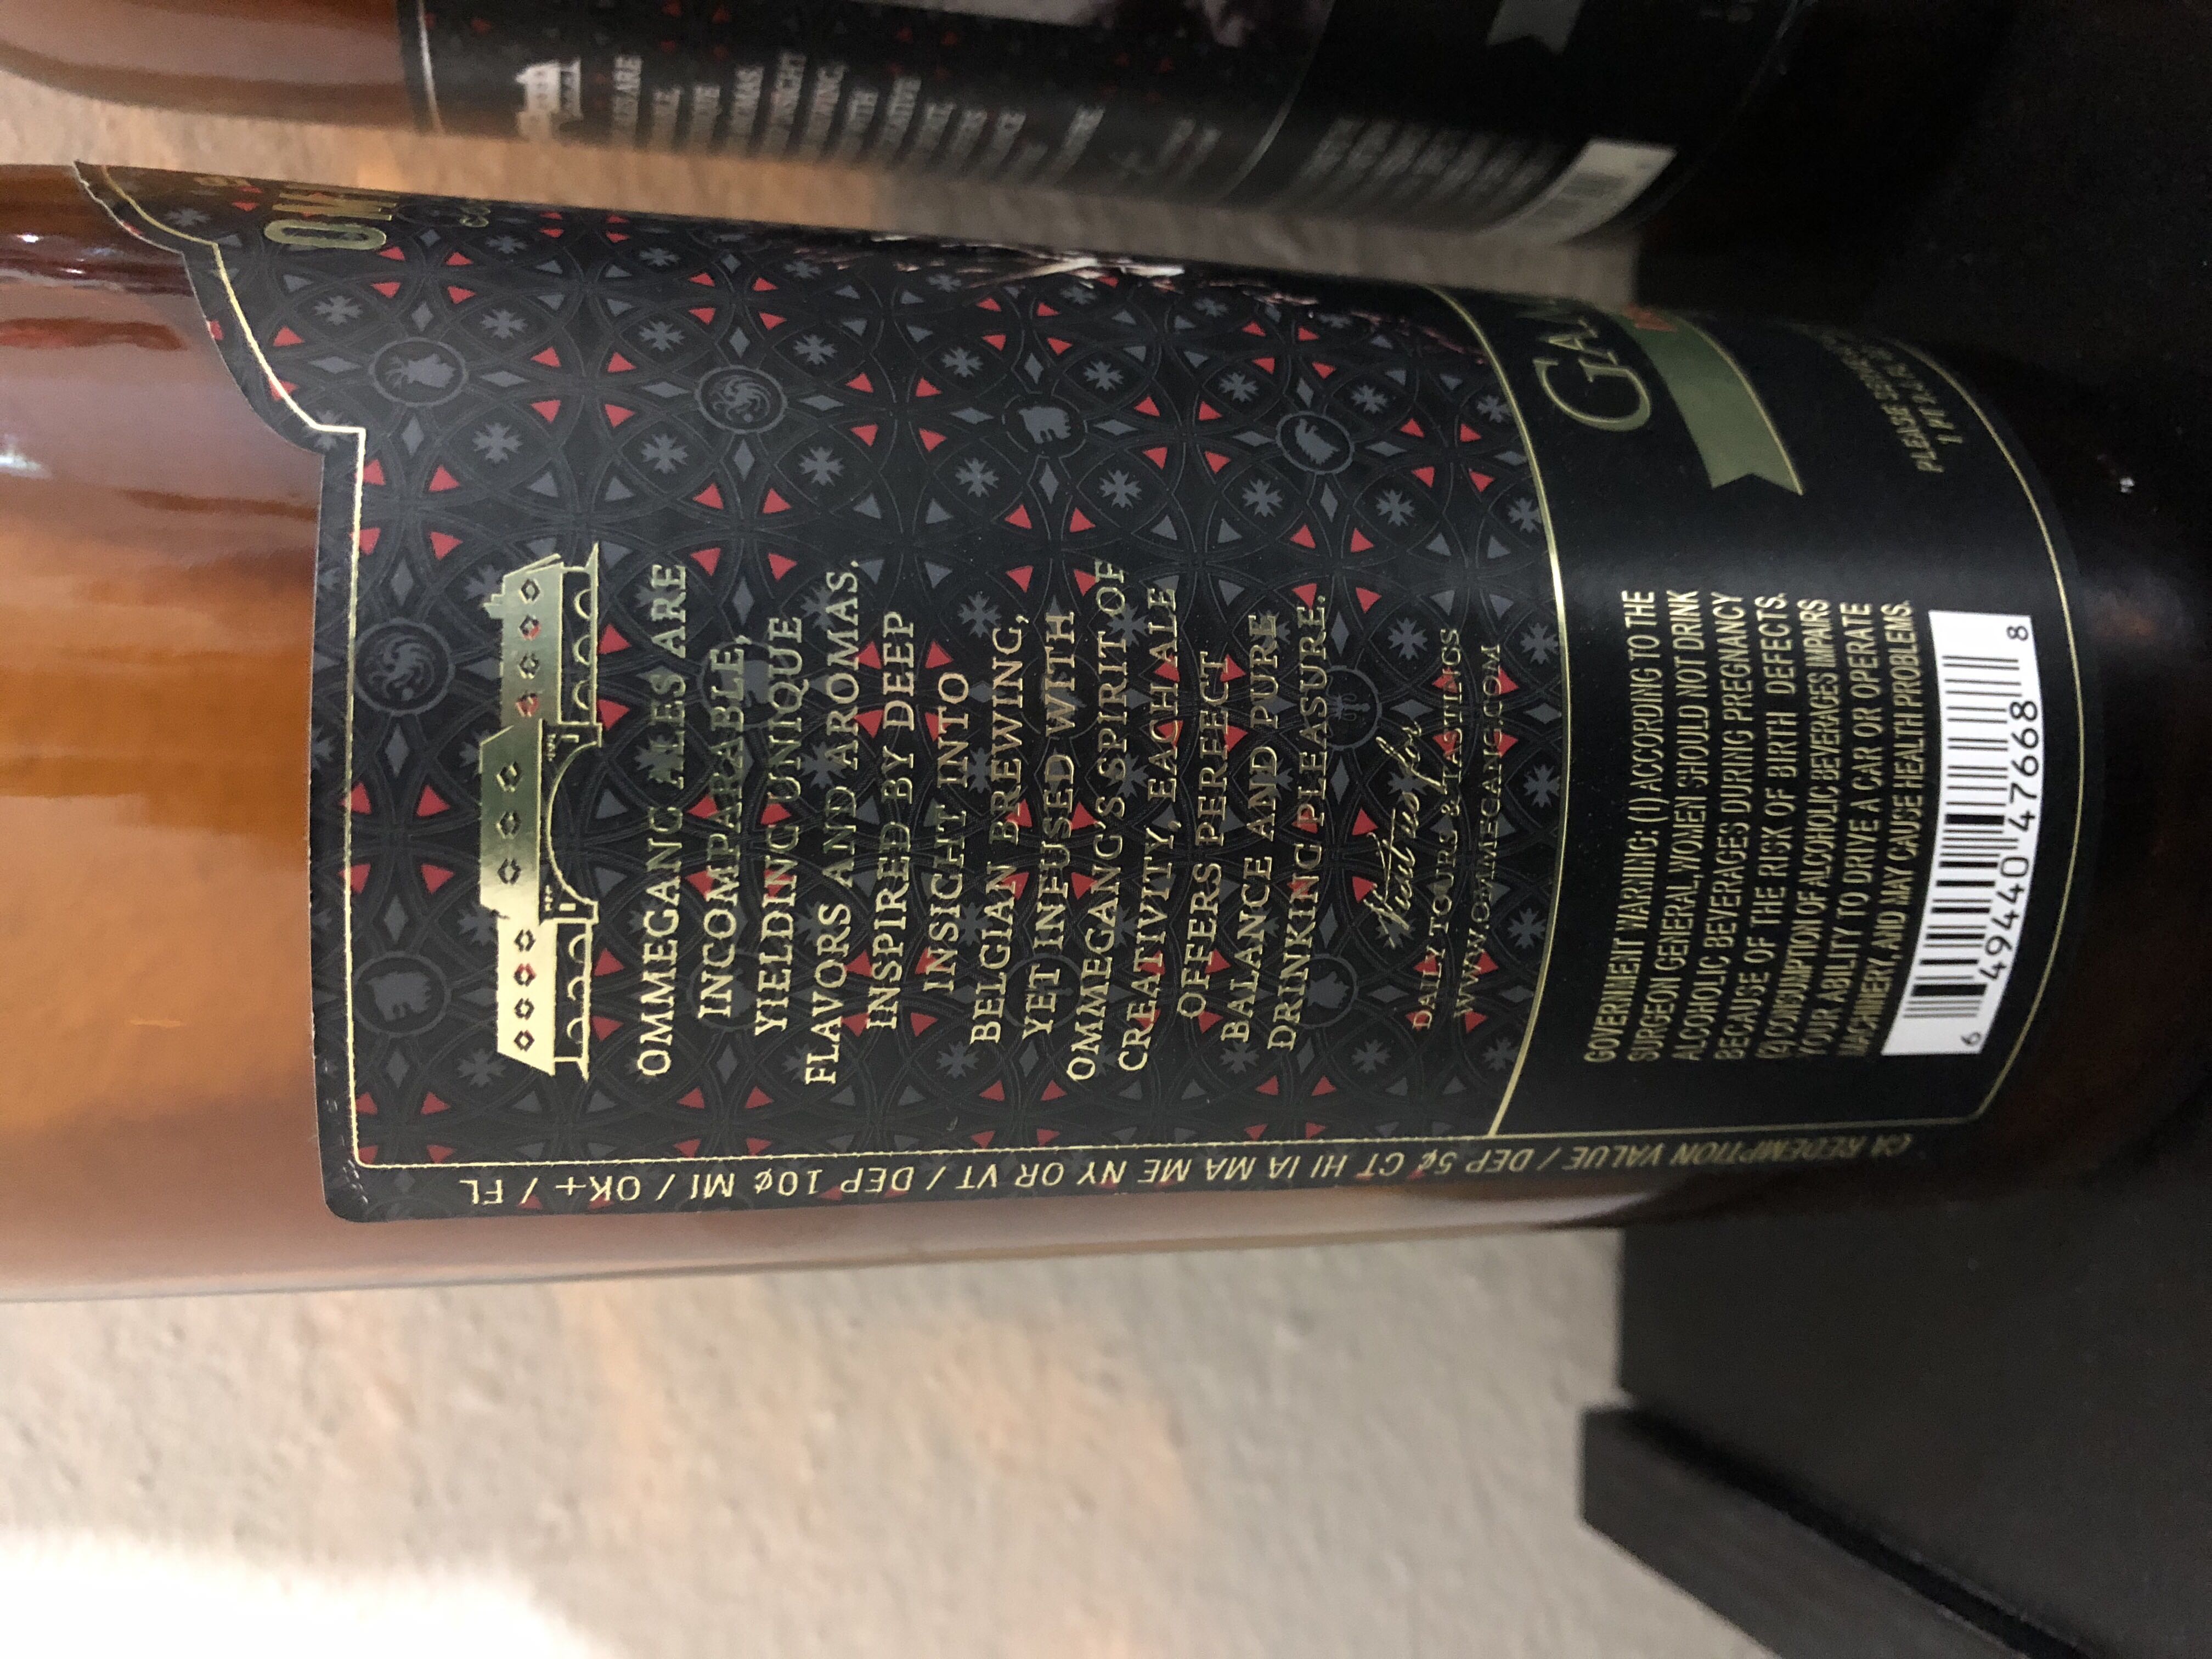 OMMEGANG ALES ARE
INCOMPARABLE,
YIELDING UNIQUE
FLAVORS AND AROMAS.
INSPIRED BY DEEP
INSIGHT INTO
BELGIAN BREWING,
YET INFUSED WITH
OMMEGANG'S SPIRIT OF
CREATIVITY, EACH ALE
OFFERS PERFECT
BALANCE AND PURE
DRINKING PLEASURE.
Visit us for
DAILY TOURS & TASTINGS
WWW.OMMEGANG.COM
GOVERNMENT WARNING: (1) ACCORDING TO THE
SURGEON GENERAL, WOMEN SHOULD NOT DRINK
ALCOHOLIC BEVERAGES DURING PREGNANCY
BECAUSE OF THE RISK OF BIRTH DEFECTS.
(2) CONSUMPTION OF ALCOHOLIC BEVERAGES IMPAIRS
YOUR ABILITY TO DRIVE A CAR OR OPERATE
MACHINERY, AND MAY CAUSE HEALTH PROBLEMS.
6 49440 47668 8
CA REDEMPTION VALUE / DEP 5¢ CT HI IA MA ME NY OR VT / DEP 10¢ MI / OK+ / FL
PLEASE